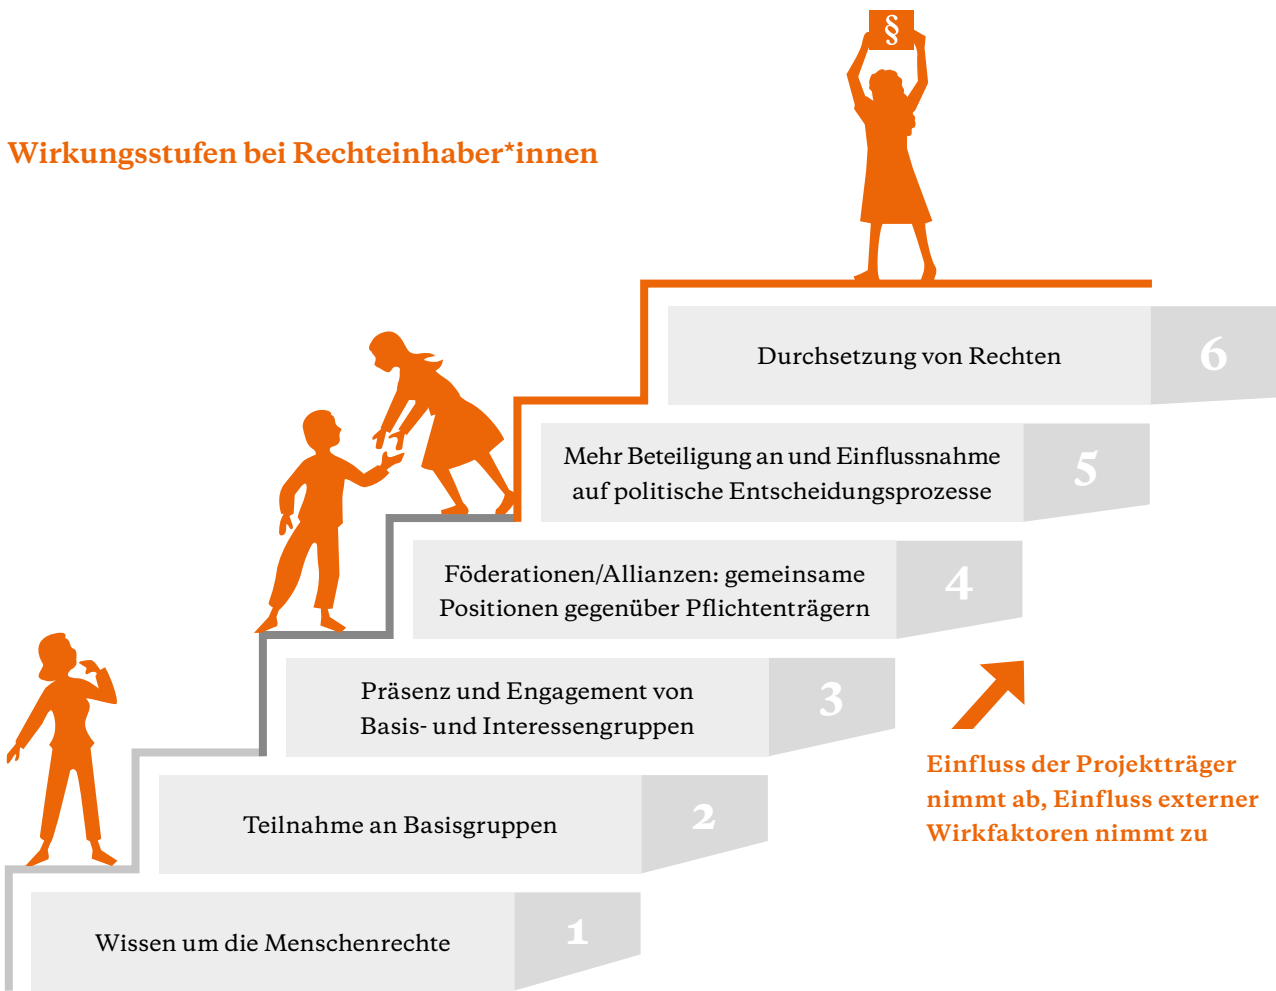 §
Wirkungsstufen bei Rechteinhaber*innen
Durchsetzung von Rechten
6
Mehr Beteiligung an und Einflussnahme
auf politische Entscheidungsprozesse
5
Föderationen/Allianzen: gemeinsame
Positionen gegenüber Pflichtenträgern
4
Präsenz und Engagement von
Basis- und Interessengruppen
3
Einfluss der Projektträger
nimmt ab, Einfluss externer
Wirkfaktoren nimmt zu
Teilnahme an Basisgruppen
2
Wissen um die Menschenrechte
1